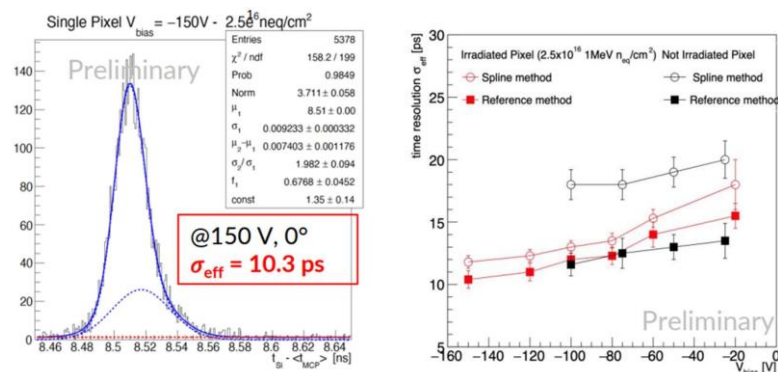 Single Pixel V_bias = −150V - 2.5e^16 neq/cm²
Preliminary
Entries 5378
χ² / ndf 158.2 / 199
Prob 0.9849
Norm 3.711 ± 0.058
μ₁ 8.51 ± 0.00
σ₁ 0.009233 ± 0.000332
μ₂−μ₁ 0.007403 ± 0.001176
σ₂/σ₁ 1.982 ± 0.094
f₁ 0.6768 ± 0.0452
const 1.35 ± 0.14
@150 V, 0°
σ_eff = 10.3 ps
140
120
100
80
60
40
20
0
8.46 8.48 8.5 8.52 8.54 8.56 8.58 8.6 8.62 8.64
t_Si - <t_MCP> [ns]
time resolution σ_eff [ps]
30
25
20
15
10
5
Irradiated Pixel (2.5x10¹⁶ 1MeV n_eq/cm²) Not Irradiated Pixel
Spline method Spline method
Reference method Reference method
Preliminary
−160 −140 −120 −100 −80 −60 −40 −20 0
V_bias [V]